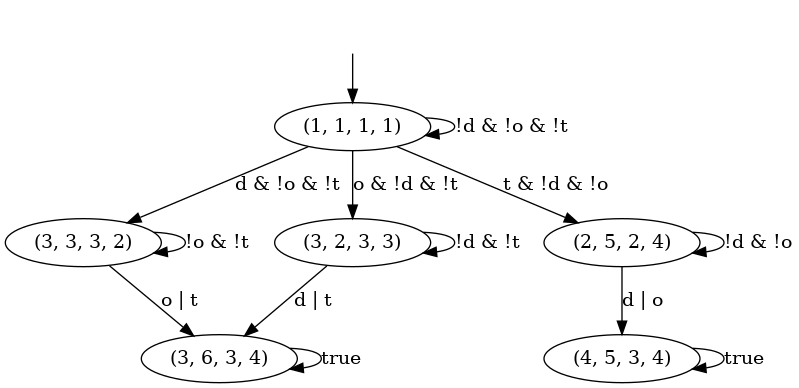 (1, 1, 1, 1)
!d & !o & !t
d & !o & !t
o & !d & !t
t & !d & !o
(3, 3, 3, 2)
!o & !t
(3, 2, 3, 3)
!d & !t
(2, 5, 2, 4)
!d & !o
o | t
d | t
d | o
(3, 6, 3, 4)
true
(4, 5, 3, 4)
true